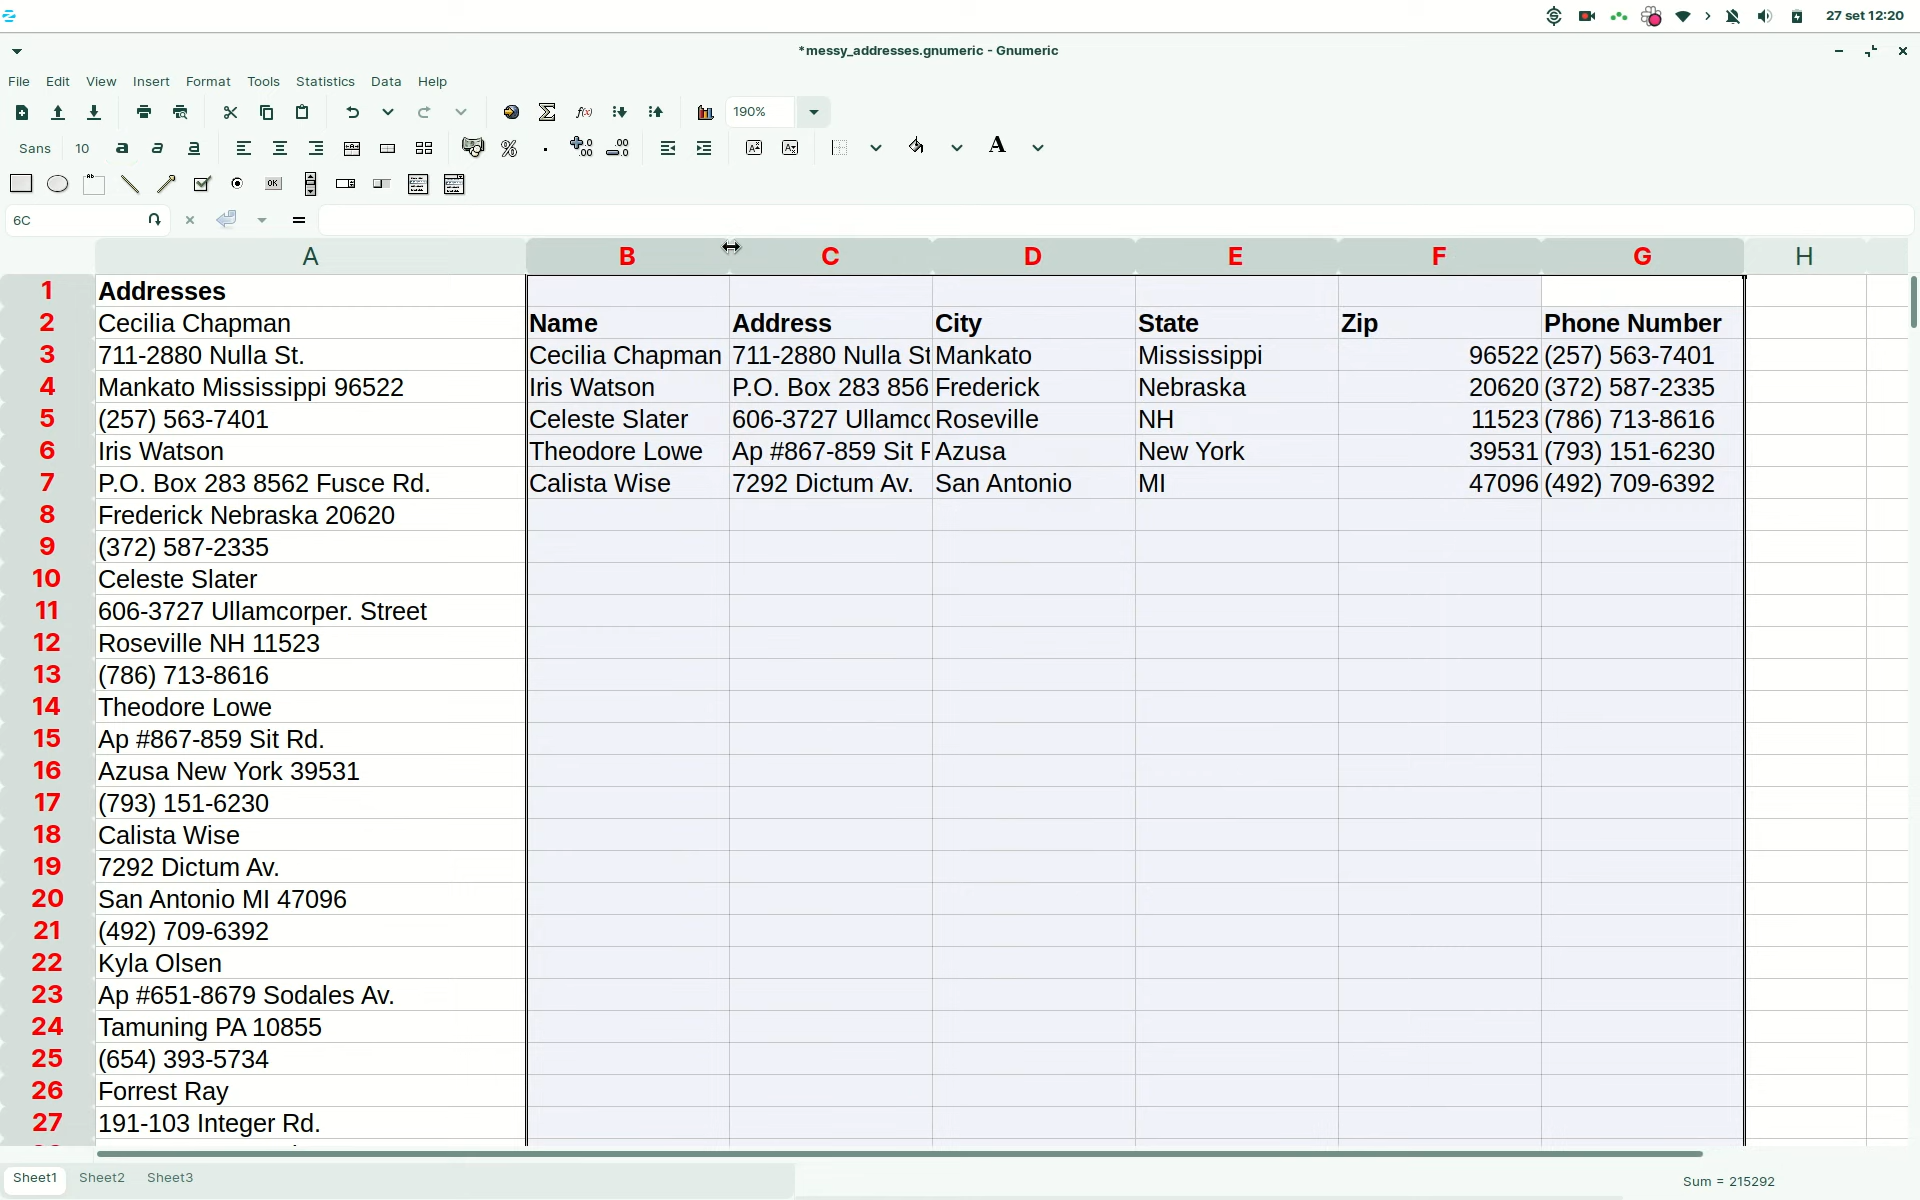 27 set 12:20
*messy_addresses.gnumeric - Gnumeric
File Edit View Insert Format Tools Statistics Data Help
f(x) 190%
Sans 10 a a a % .00 .00 A A A
Ab OK
6C =
A B C D E F G H
1 Addresses
2 Cecilia Chapman Name Address City State Zip Phone Number
3 711-2880 Nulla St. Cecilia Chapman 711-2880 Nulla St Mankato Mississippi 96522 (257) 563-7401
4 Mankato Mississippi 96522 Iris Watson P.O. Box 283 856 Frederick Nebraska 20620 (372) 587-2335
5 (257) 563-7401 Celeste Slater 606-3727 Ullamco Roseville NH 11523 (786) 713-8616
6 Iris Watson Theodore Lowe Ap #867-859 Sit R Azusa New York 39531 (793) 151-6230
7 P.O. Box 283 8562 Fusce Rd. Calista Wise 7292 Dictum Av. San Antonio MI 47096 (492) 709-6392
8 Frederick Nebraska 20620
9 (372) 587-2335
10 Celeste Slater
11 606-3727 Ullamcorper. Street
12 Roseville NH 11523
13 (786) 713-8616
14 Theodore Lowe
15 Ap #867-859 Sit Rd.
16 Azusa New York 39531
17 (793) 151-6230
18 Calista Wise
19 7292 Dictum Av.
20 San Antonio MI 47096
21 (492) 709-6392
22 Kyla Olsen
23 Ap #651-8679 Sodales Av.
24 Tamuning PA 10855
25 (654) 393-5734
26 Forrest Ray
27 191-103 Integer Rd.
Sheet1 Sheet2 Sheet3
Sum = 215292